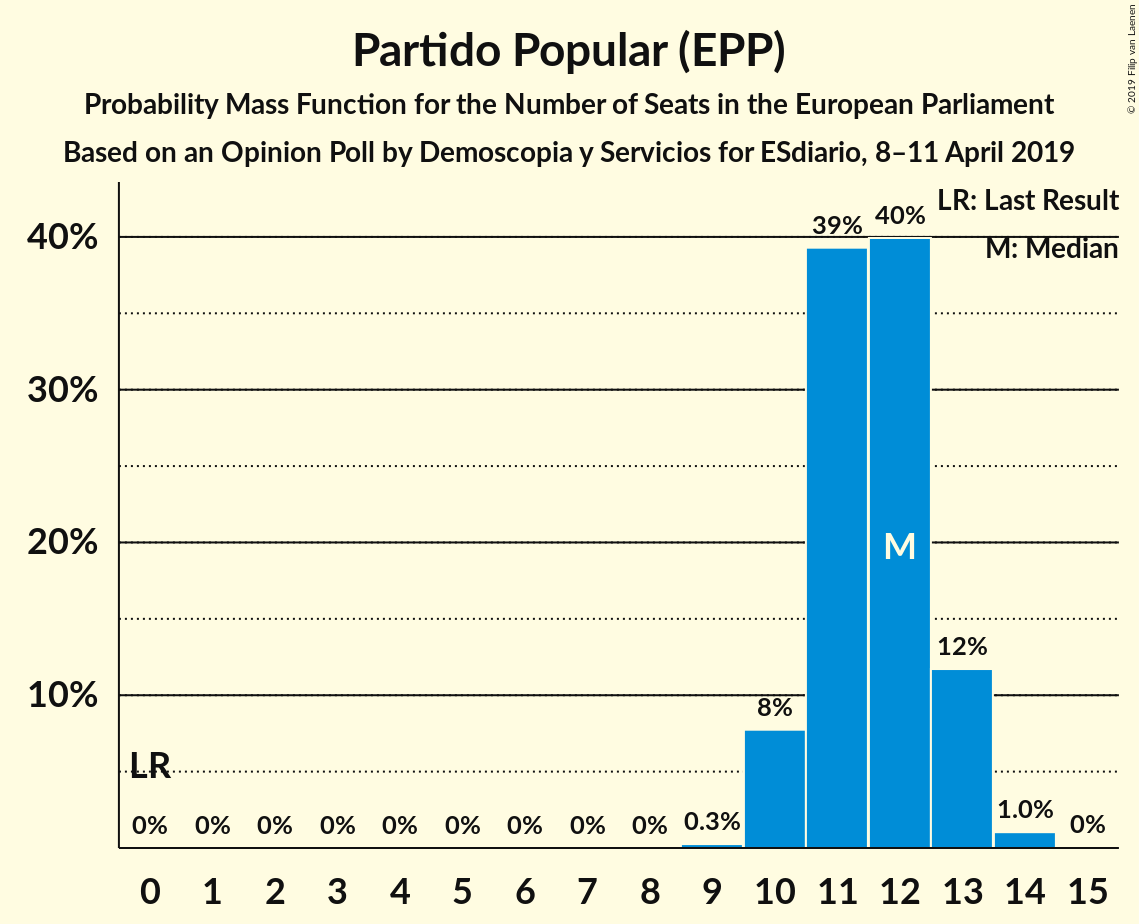 Partido Popular (EPP)
Probability Mass Function for the Number of Seats in the European Parliament
Based on an Opinion Poll by Demoscopia y Servicios for ESdiario, 8–11 April 2019
© 2019 Filip van Laenen
LR: Last Result
M: Median
40%
30%
20%
10%
LR
M
0% 0% 0% 0% 0% 0% 0% 0% 0% 0.3% 8% 39% 40% 12% 1.0% 0%
0 1 2 3 4 5 6 7 8 9 10 11 12 13 14 15